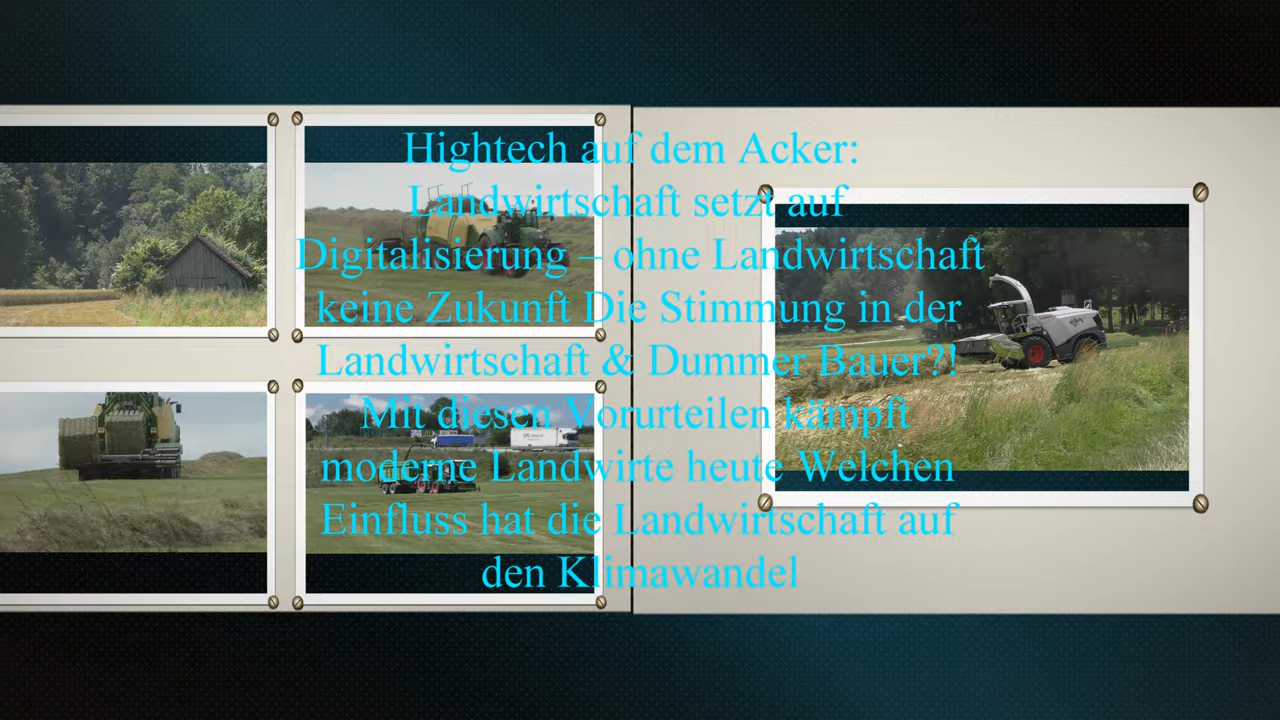 Hightech auf dem Acker:
Landwirtschaft setzt auf
Digitalisierung – ohne Landwirtschaft
keine Zukunft Die Stimmung in der
Landwirtschaft & Dummer Bauer?!
Mit diesen Vorurteilen kämpft
moderne Landwirte heute Welchen
Einfluss hat die Landwirtschaft auf
den Klimawandel